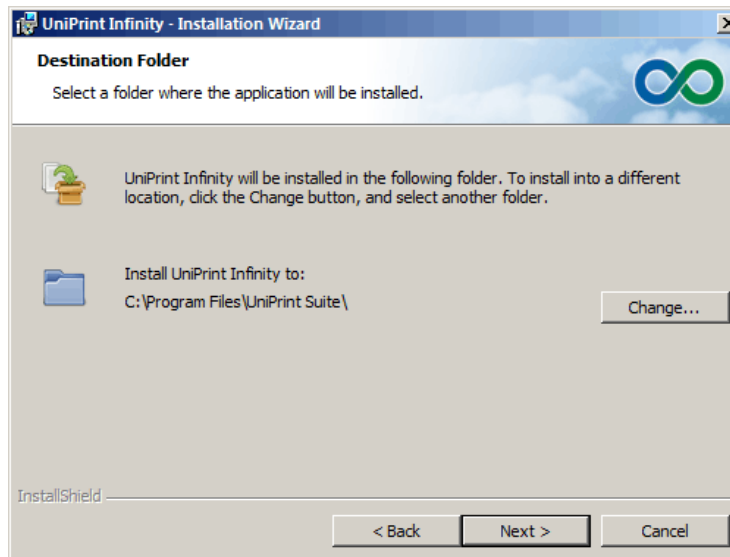 UniPrint Infinity - Installation Wizard
Destination Folder
Select a folder where the application will be installed.
UniPrint Infinity will be installed in the following folder. To install into a different
location, click the Change button, and select another folder.
Install UniPrint Infinity to:
C:\Program Files\UniPrint Suite\
Change...
InstallShield
< Back
Next >
Cancel